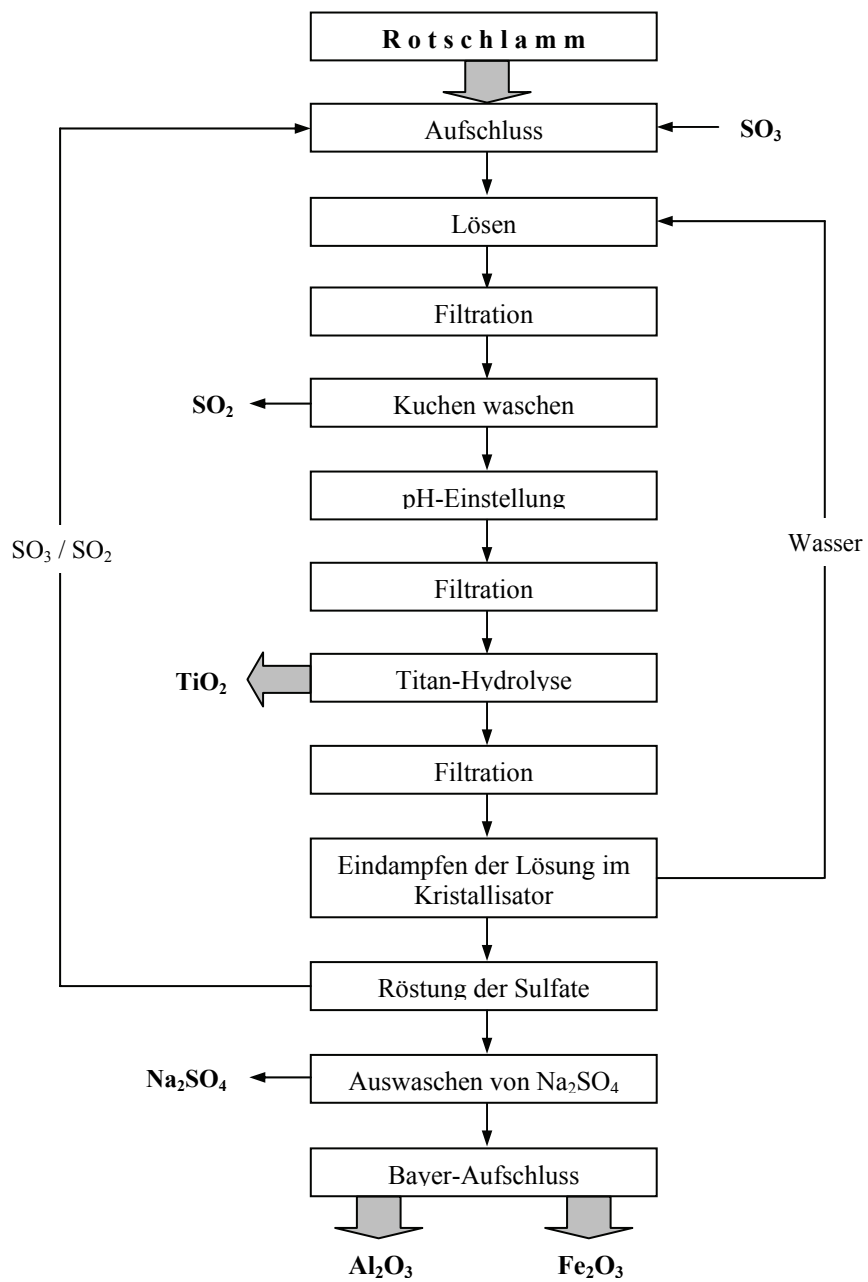 Rotschlamm
Aufschluss
SO₃
Lösen
Filtration
SO₂
Kuchen waschen
pH-Einstellung
SO₃ / SO₂
Wasser
Filtration
TiO₂
Titan-Hydrolyse
Filtration
Eindampfen der Lösung im
Kristallisator
Röstung der Sulfate
Na₂SO₄
Auswaschen von Na₂SO₄
Bayer-Aufschluss
Al₂O₃
Fe₂O₃